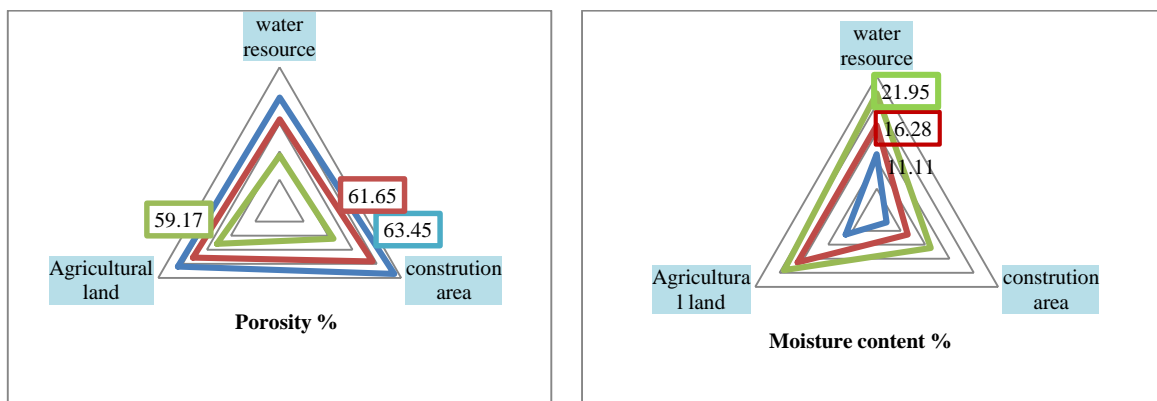 water
resource
61.65
59.17
63.45
Agricultural
land
constrution
area
Porosity %
water
resource
21.95
16.28
11.11
Agricultura
l land
constrution
area
Moisture content %